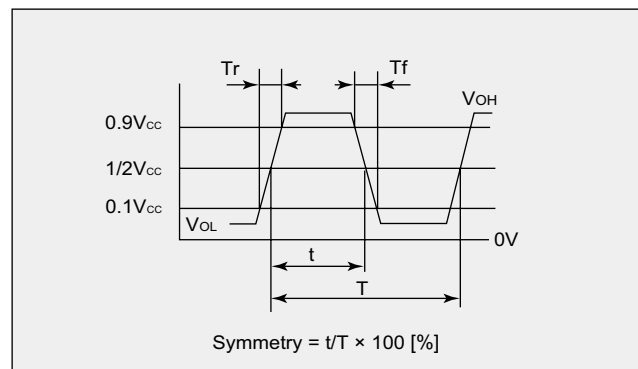 Tr
Tf
VOH
0.9Vcc
1/2Vcc
0.1Vcc
VOL
0V
t
T
Symmetry = t/T × 100 [%]